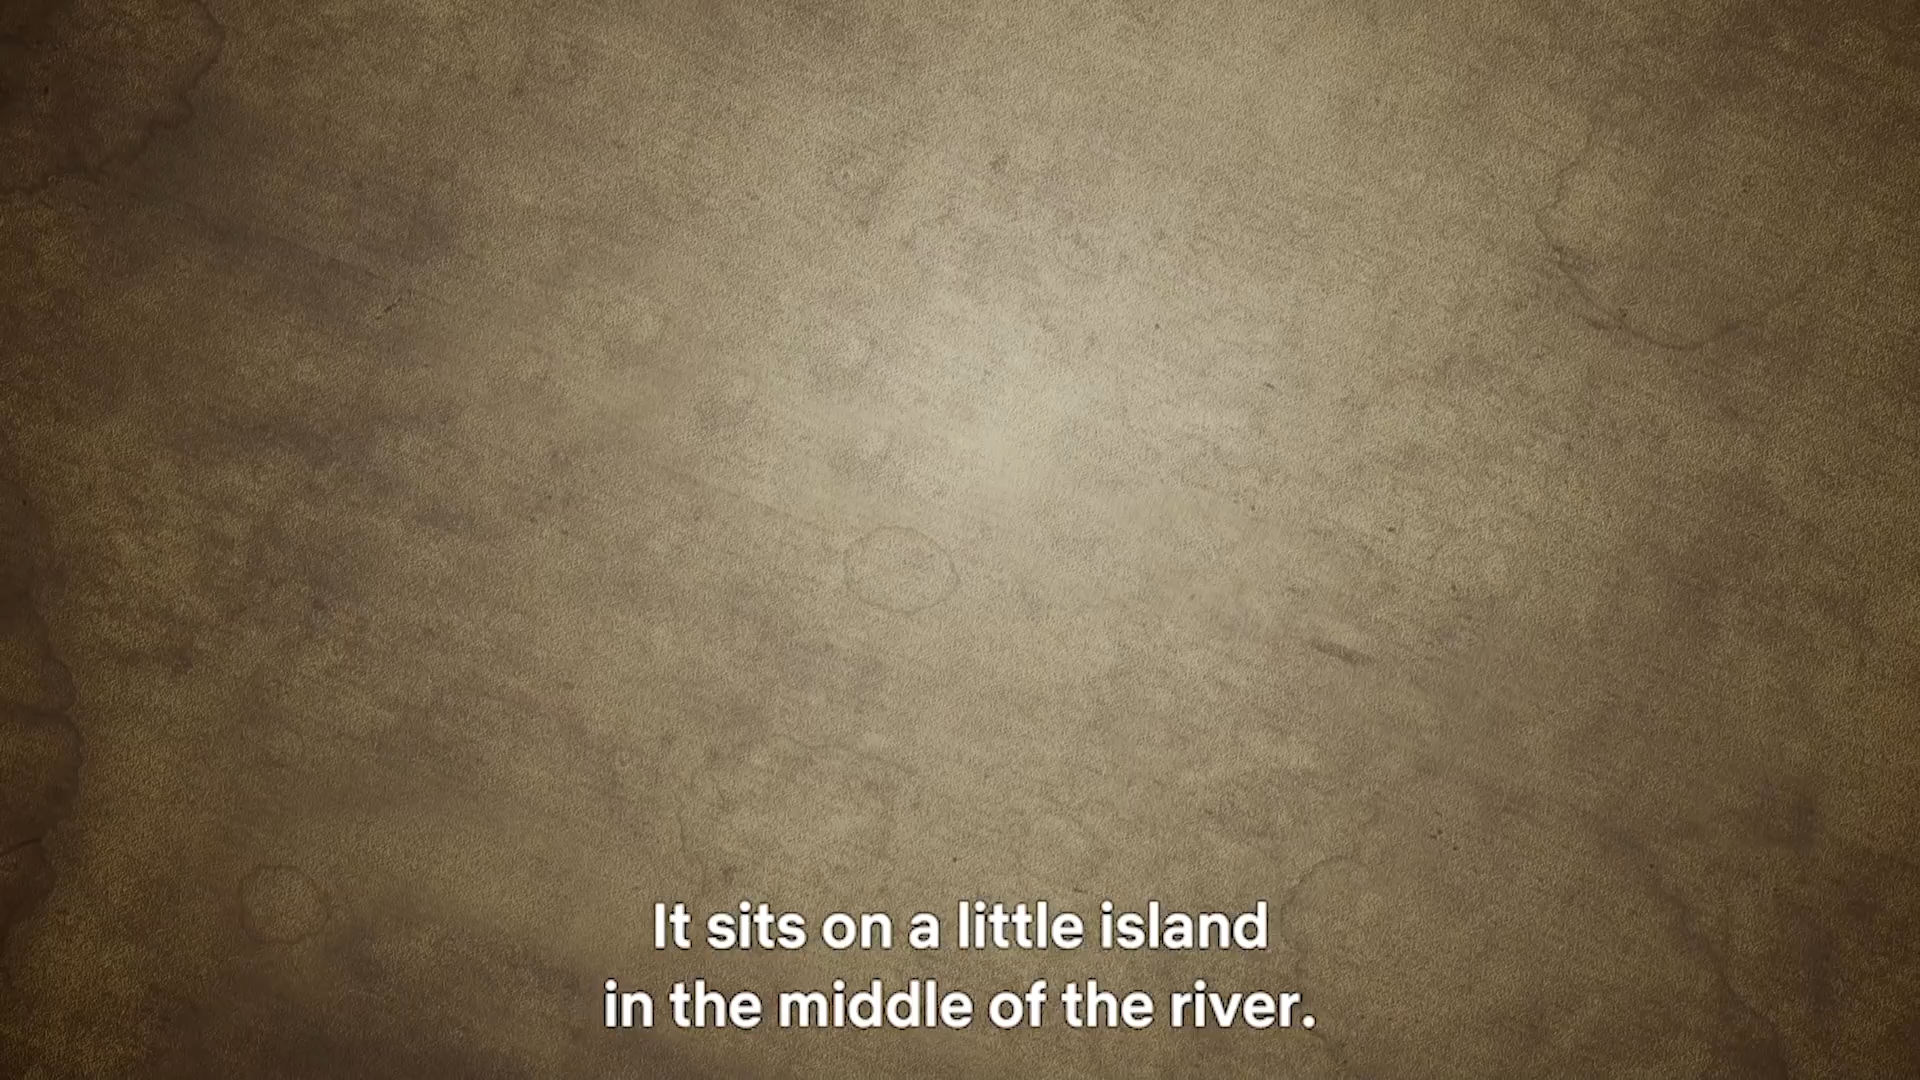 It sits on a little island
in the middle of the river.